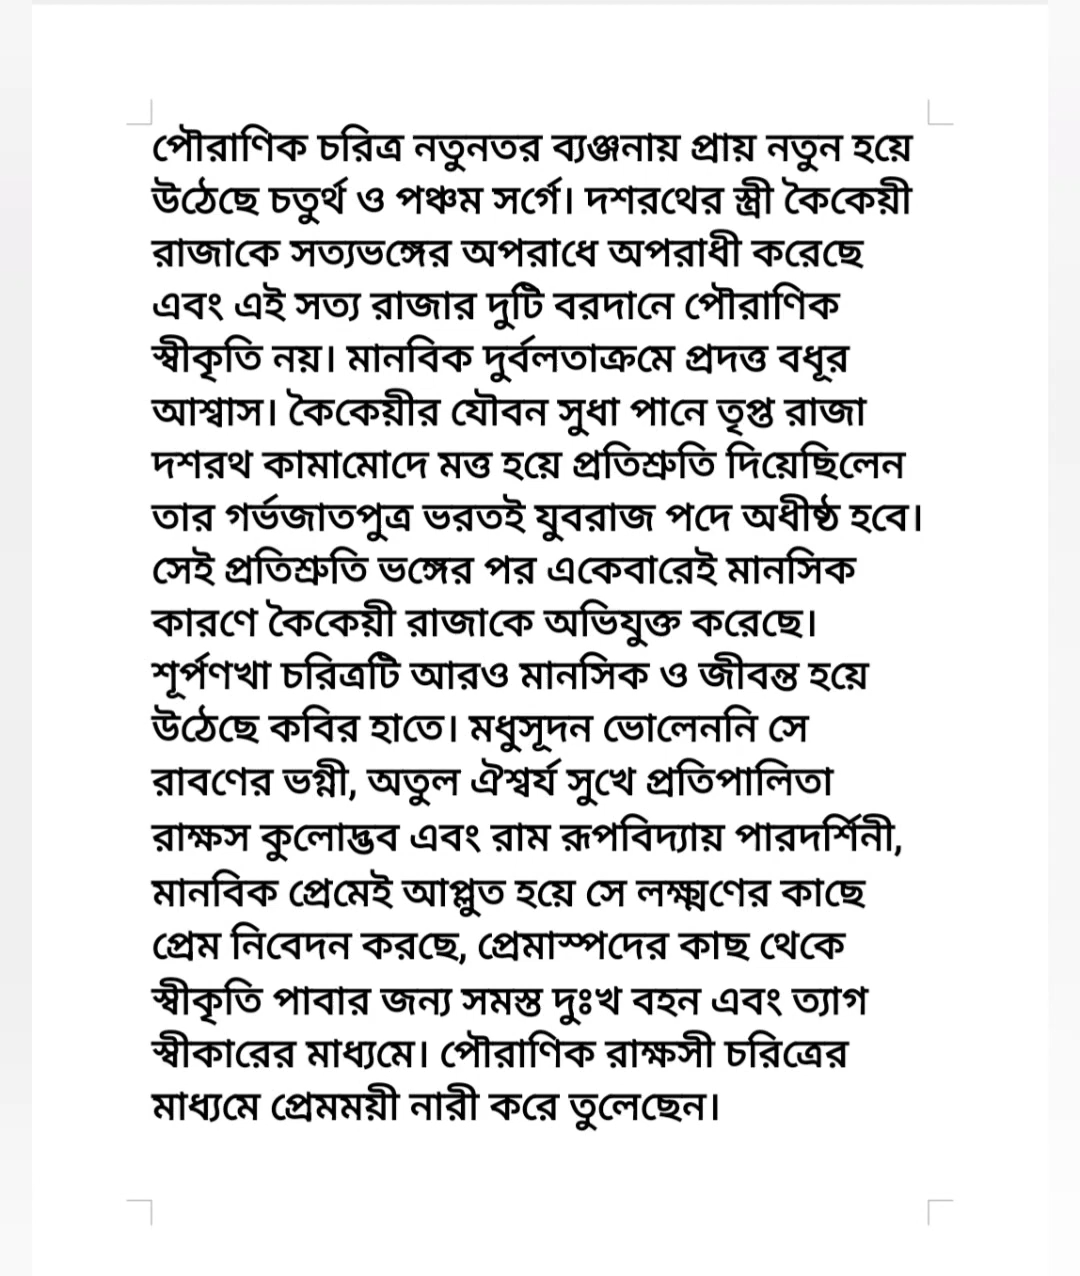 পৌরাণিক চরিত্র নতুনতর ব্যঞ্জনায় প্রায় নতুন হয়ে
উঠেছে চতুর্থ ও পঞ্চম সর্গে। দশরথের স্ত্রী কৈকেয়ী
রাজাকে সত্যভঙ্গের অপরাধে অপরাধী করেছে
এবং এই সত্য রাজার দুটি বরদানে পৌরাণিক
স্বীকৃতি নয়। মানবিক দুর্বলতাক্রমে প্রদত্ত বধূর
আশ্বাস। কৈকেয়ীর যৌবন সুধা পানে তৃপ্ত রাজা
দশরথ কামামোদে মত্ত হয়ে প্রতিশ্রুতি দিয়েছিলেন
তার গর্ভজাতপুত্র ভরতই যুবরাজ পদে অধীষ্ঠ হবে।
সেই প্রতিশ্রুতি ভঙ্গের পর একেবারেই মানসিক
কারণে কৈকেয়ী রাজাকে অভিযুক্ত করেছে।
শূর্পণখা চরিত্রটি আরও মানসিক ও জীবন্ত হয়ে
উঠেছে কবির হাতে। মধুসূদন ভোলেননি সে
রাবণের ভগ্নী, অতুল ঐশ্বর্য সুখে প্রতিপালিতা
রাক্ষস কুলোদ্ভব এবং রাম রূপবিদ্যায় পারদর্শিনী,
মানবিক প্রেমেই আপ্লুত হয়ে সে লক্ষ্মণের কাছে
প্রেম নিবেদন করছে, প্রেমাস্পদের কাছ থেকে
স্বীকৃতি পাবার জন্য সমস্ত দুঃখ বহন এবং ত্যাগ
স্বীকারের মাধ্যমে। পৌরাণিক রাক্ষসী চরিত্রের
মাধ্যমে প্রেমময়ী নারী করে তুলেছেন।